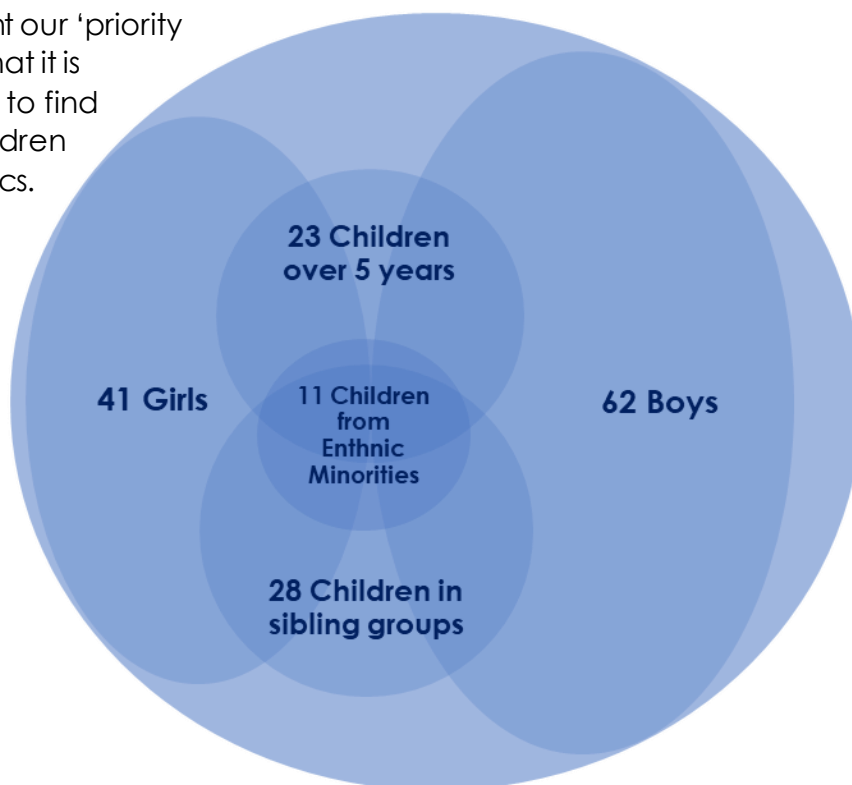 nt our ‘priority
hat it is
to find
dren
cs.
23 Children
over 5 years
41 Girls
11 Children
from
Enthnic
Minorities
62 Boys
28 Children in
sibling groups